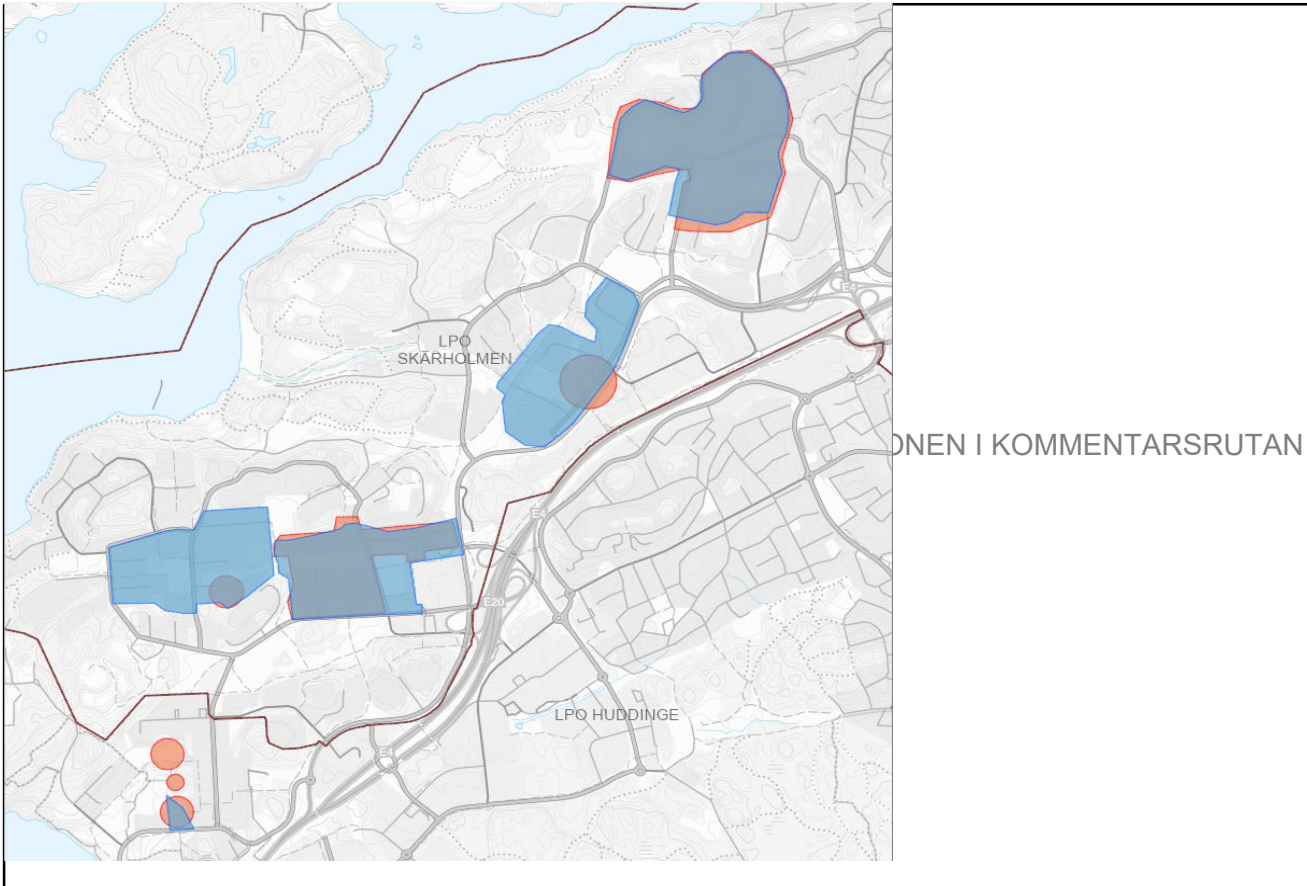 E4
LPO
SKÄRHOLMEN
ONEN I KOMMENTARSRUTAN
E4
E20
LPO HUDDINGE
E4